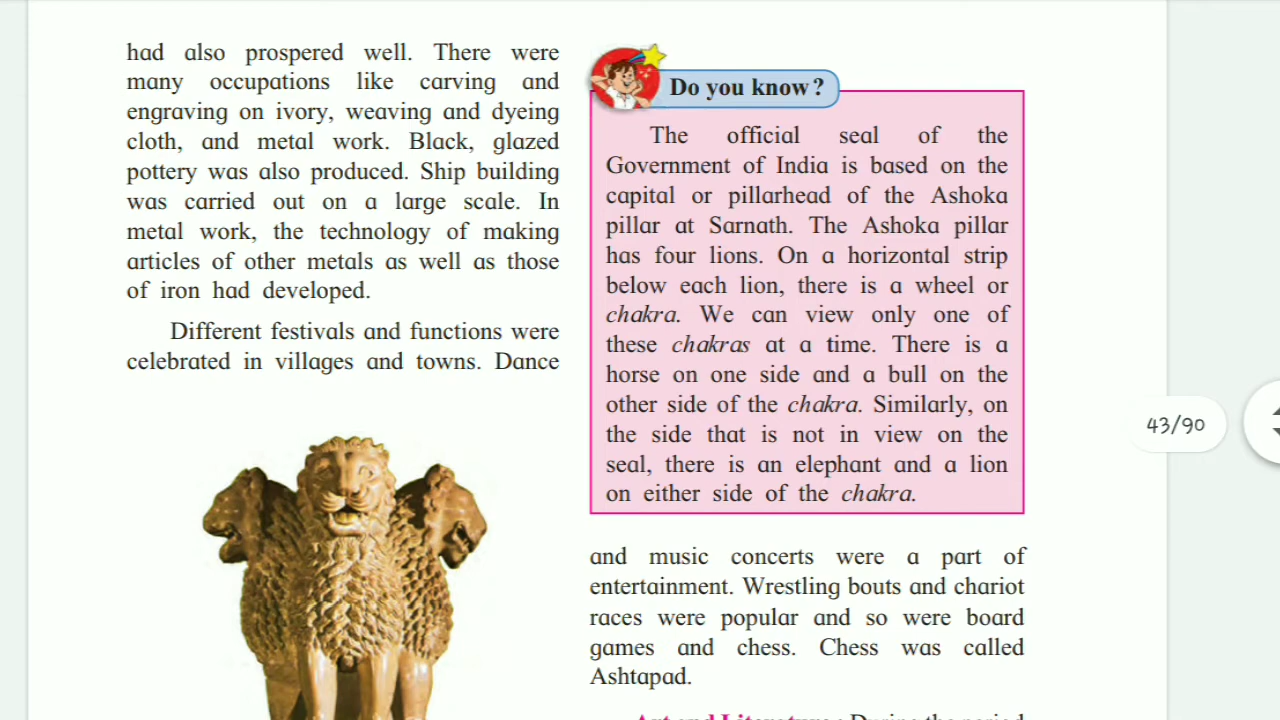 had also prospered well. There were
many occupations like carving and
engraving on ivory, weaving and dyeing
cloth, and metal work. Black, glazed
pottery was also produced. Ship building
was carried out on a large scale. In
metal work, the technology of making
articles of other metals as well as those
of iron had developed.
Different festivals and functions were
celebrated in villages and towns. Dance
Do you know?
The official seal of the
Government of India is based on the
capital or pillarhead of the Ashoka
pillar at Sarnath. The Ashoka pillar
has four lions. On a horizontal strip
below each lion, there is a wheel or
chakra. We can view only one of
these chakras at a time. There is a
horse on one side and a bull on the
other side of the chakra. Similarly, on
the side that is not in view on the
seal, there is an elephant and a lion
on either side of the chakra.
and music concerts were a part of
entertainment. Wrestling bouts and chariot
races were popular and so were board
games and chess. Chess was called
Ashtapad.
Art and Literature : During the period
43/90